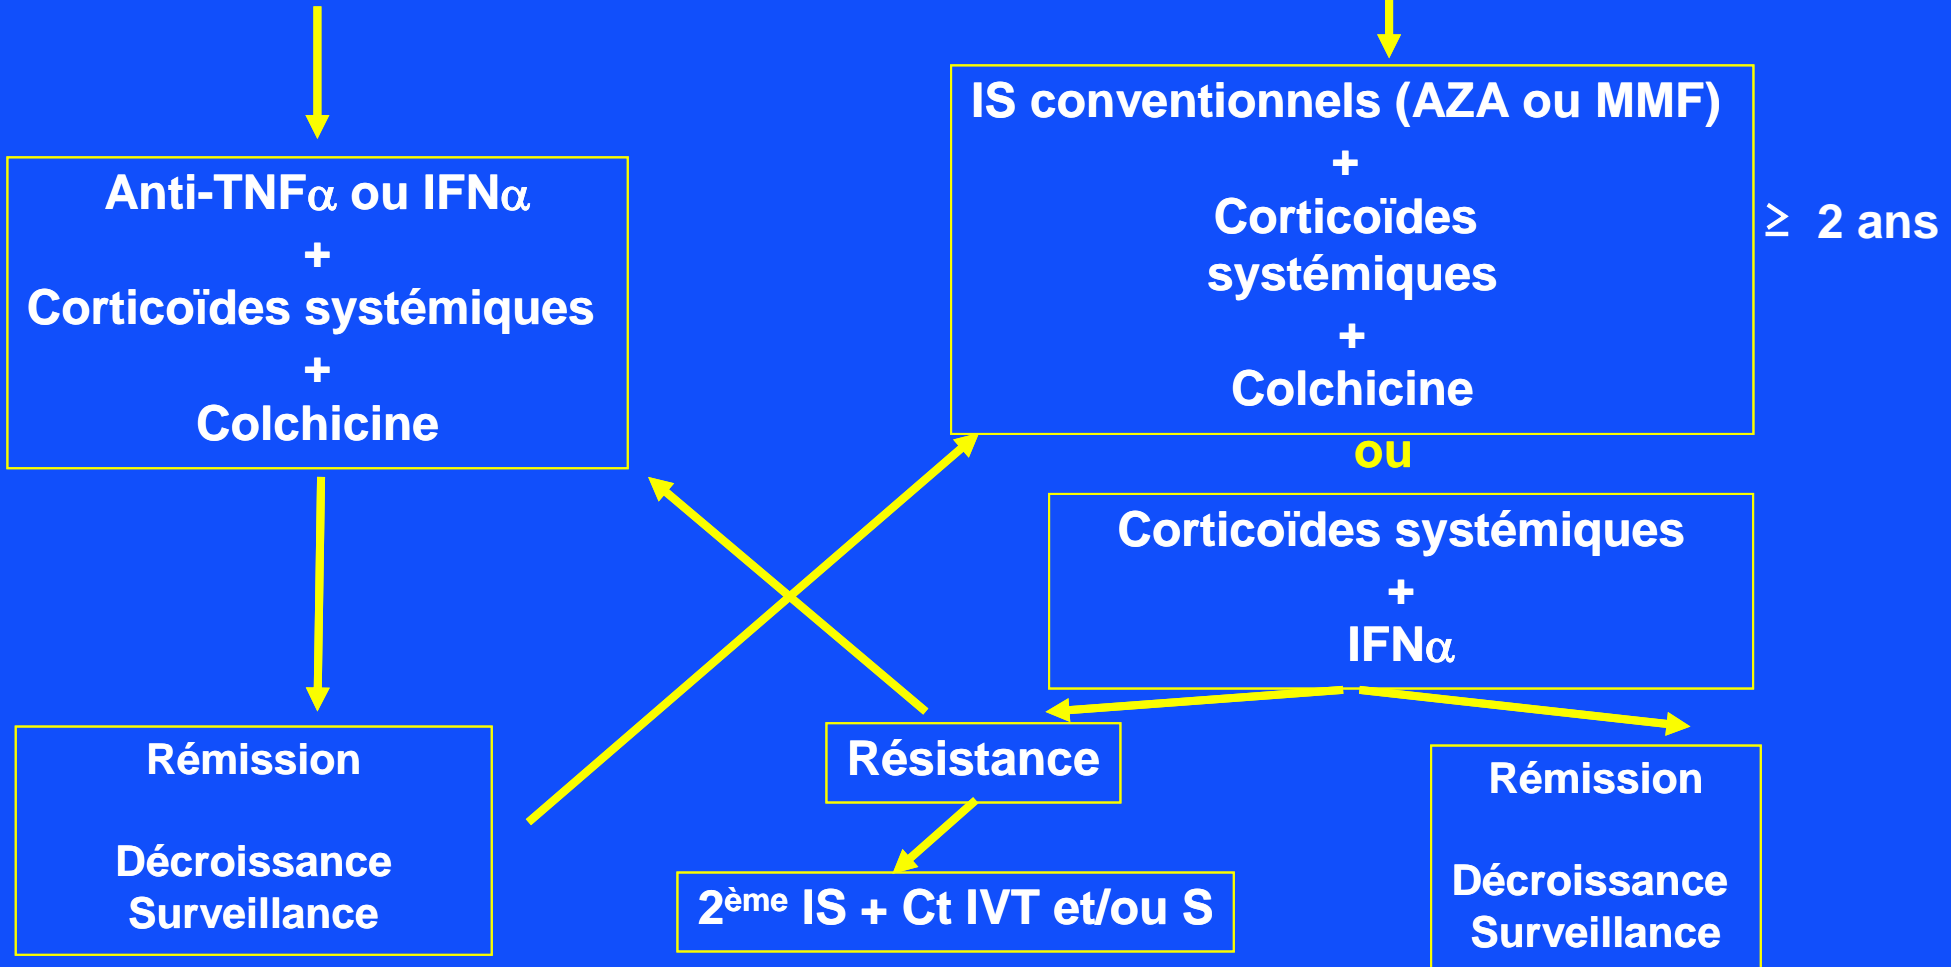 Anti-TNFα ou IFNα
+
Corticoïdes systémiques
+
Colchicine
IS conventionnels (AZA ou MMF)
+
Corticoïdes
systémiques
+
Colchicine
≥ 2 ans
ou
Corticoïdes systémiques
+
IFNα
Rémission
Décroissance
Surveillance
Résistance
2ème IS + Ct IVT et/ou S
Rémission
Décroissance
Surveillance